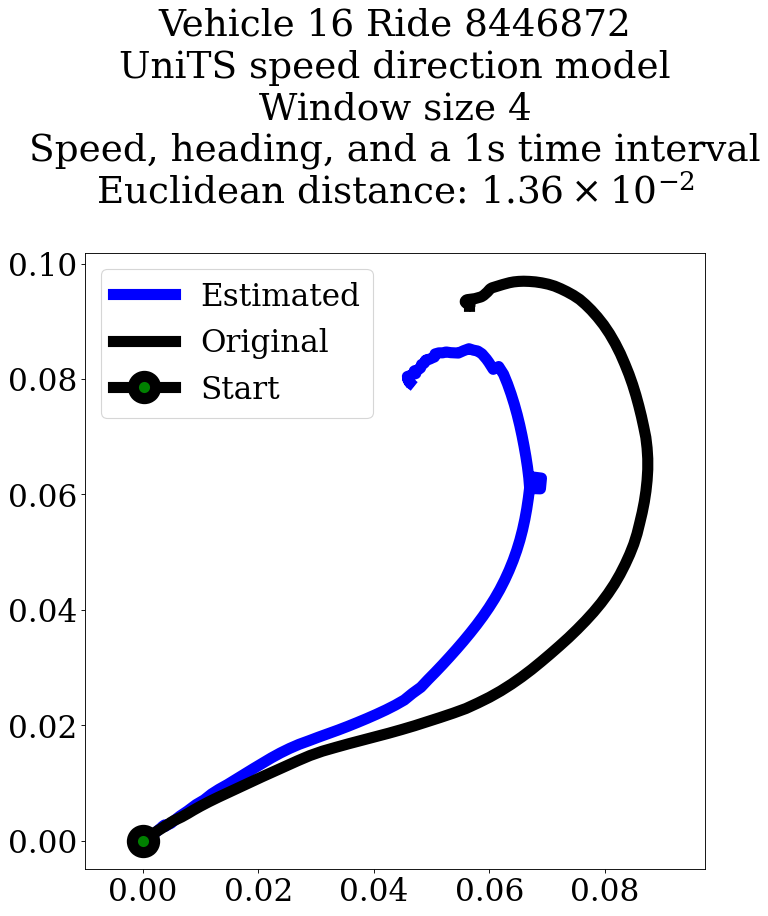 Vehicle 16 Ride 8446872
UniTS speed direction model
Window size 4
Speed, heading, and a 1s time interval
Euclidean distance: 1.36 × 10⁻²
Estimated
Original
Start
0.10
0.08
0.06
0.04
0.02
0.00
0.00 0.02 0.04 0.06 0.08